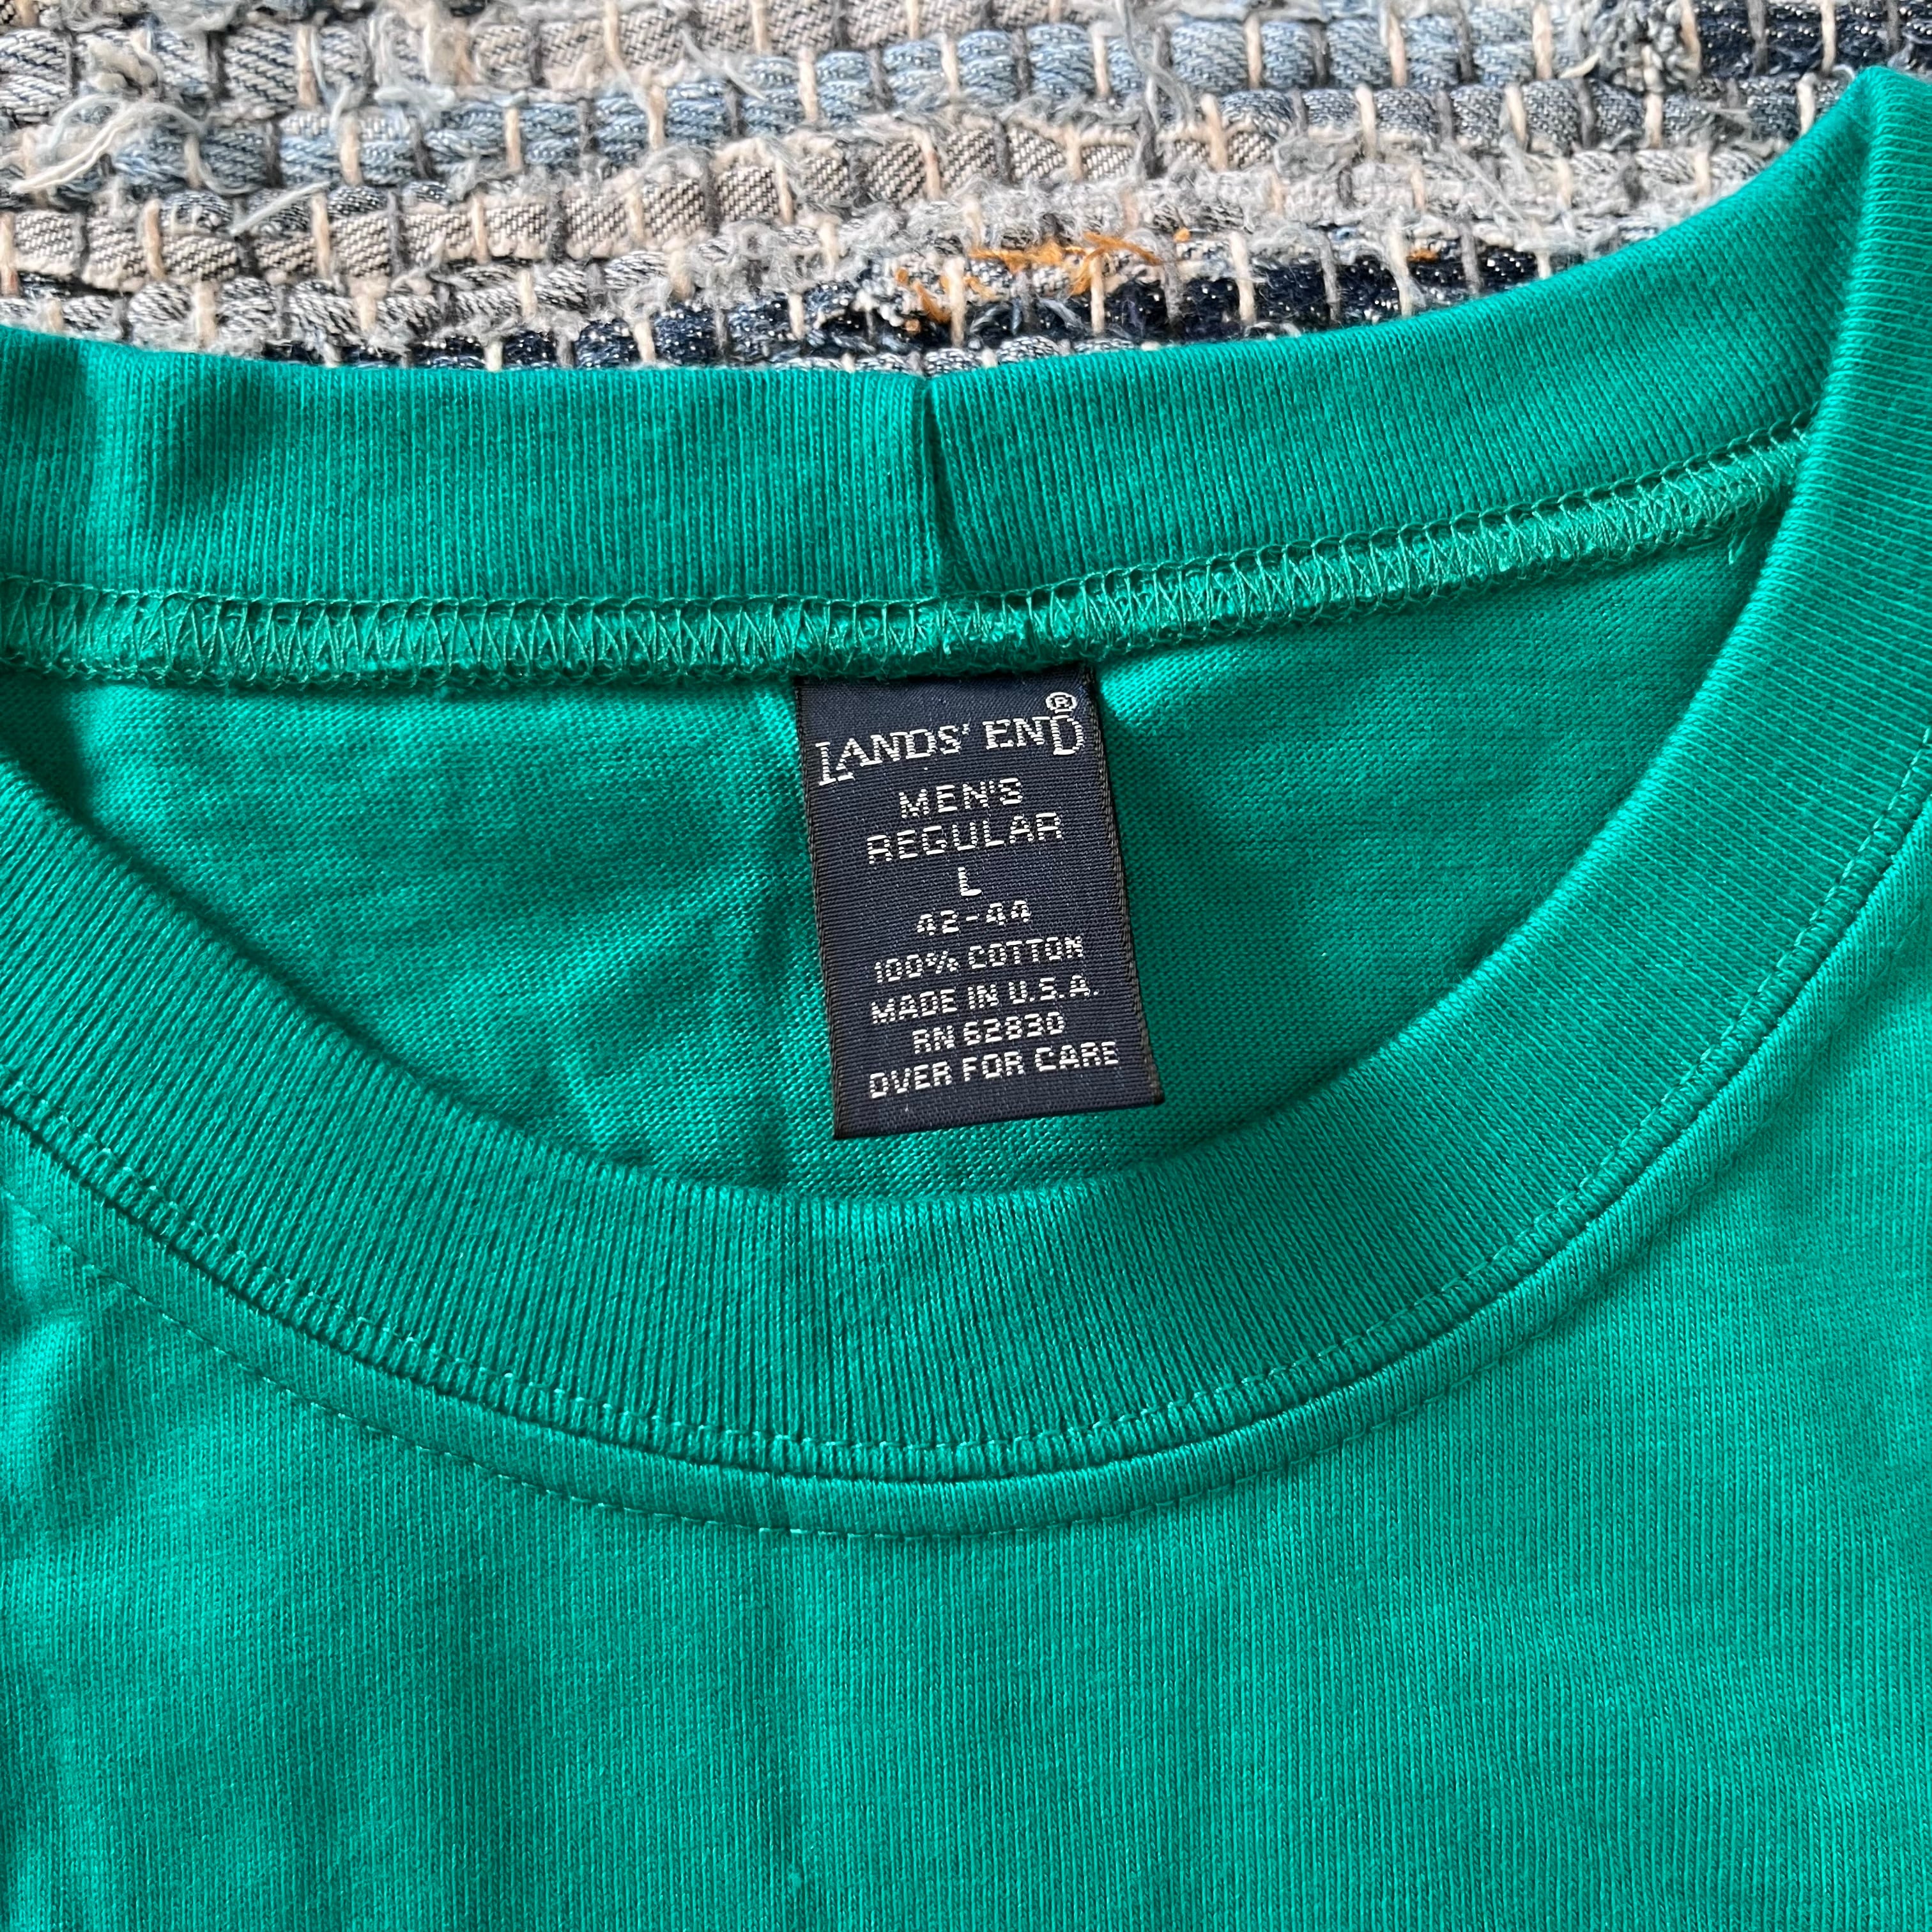 LANDS' END®
MEN'S
REGULAR
L
42-44
100% COTTON
MADE IN U.S.A.
RN 62830
OVER FOR CARE